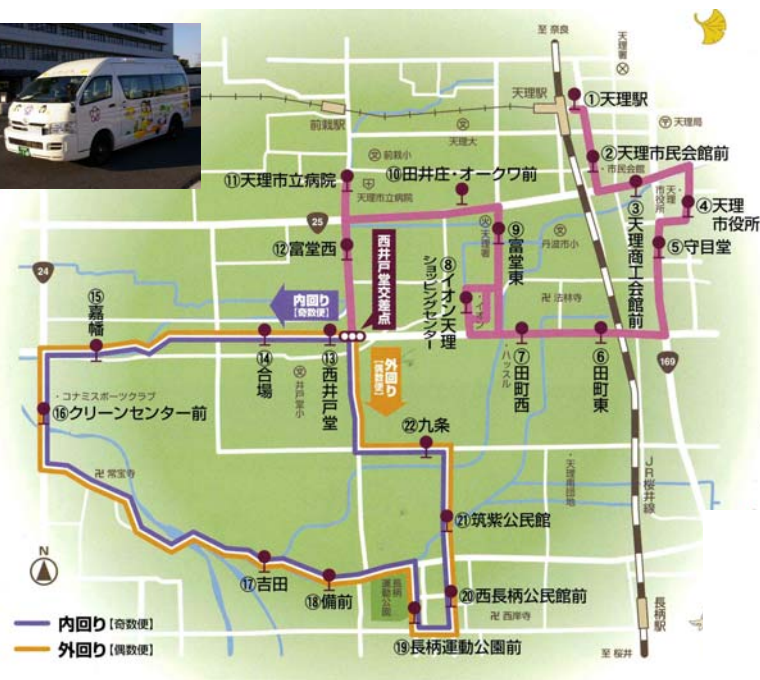 至 奈良
天理署
天理駅
①天理駅
前栽駅
天理大
天理局
前栽小
②天理市民会館前
・市民会館
⑪天理市立病院
天理市立病院
⑩田井庄・オークワ前
③天理商工会館前
天理市役所
④天理
市役所
⑤守目堂
25
⑫富堂西
西井戸堂交差点
⑧イオン天理
ショッピングセンター
天理署
⑨富堂東
丹波市小
24
内回り
【奇数便】
・イオン
卍 法林寺
⑮嘉幡
⑭合場
⑬西井戸堂
外回り
【偶数便】
⑦田町西
・ハッスル
⑥田町東
169
井戸堂小
・コナミスポーツクラブ
⑯クリーンセンター前
㉒九条
卍 常宝寺
・天理南団地
JR桜井線
㉑筑紫公民館
N
⑰吉田
⑱備前
長柄
運動公園
⑳西長柄公民館前
長柄駅
卍 西岸寺
内回り【奇数便】
外回り【偶数便】
⑲長柄運動公園前
至 桜井